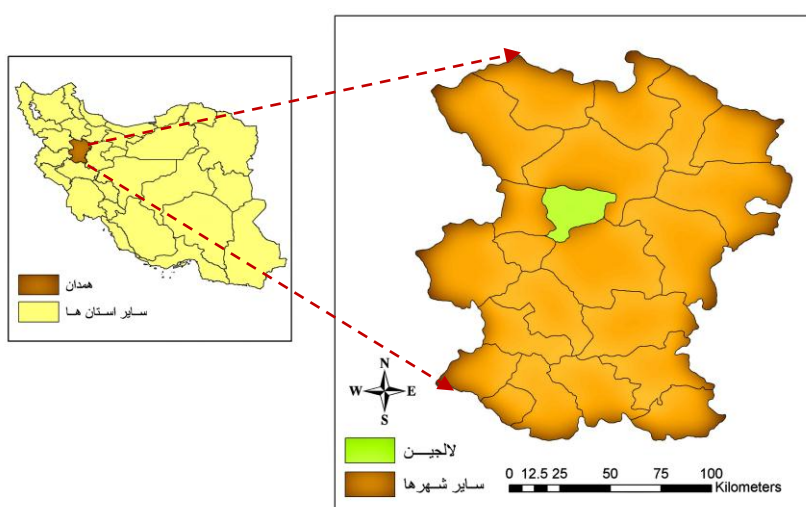 همدان
سایر استان ها
N
W E
S
لالجین
سایر شهرها
0 12.5 25 50 75 100
Kilometers